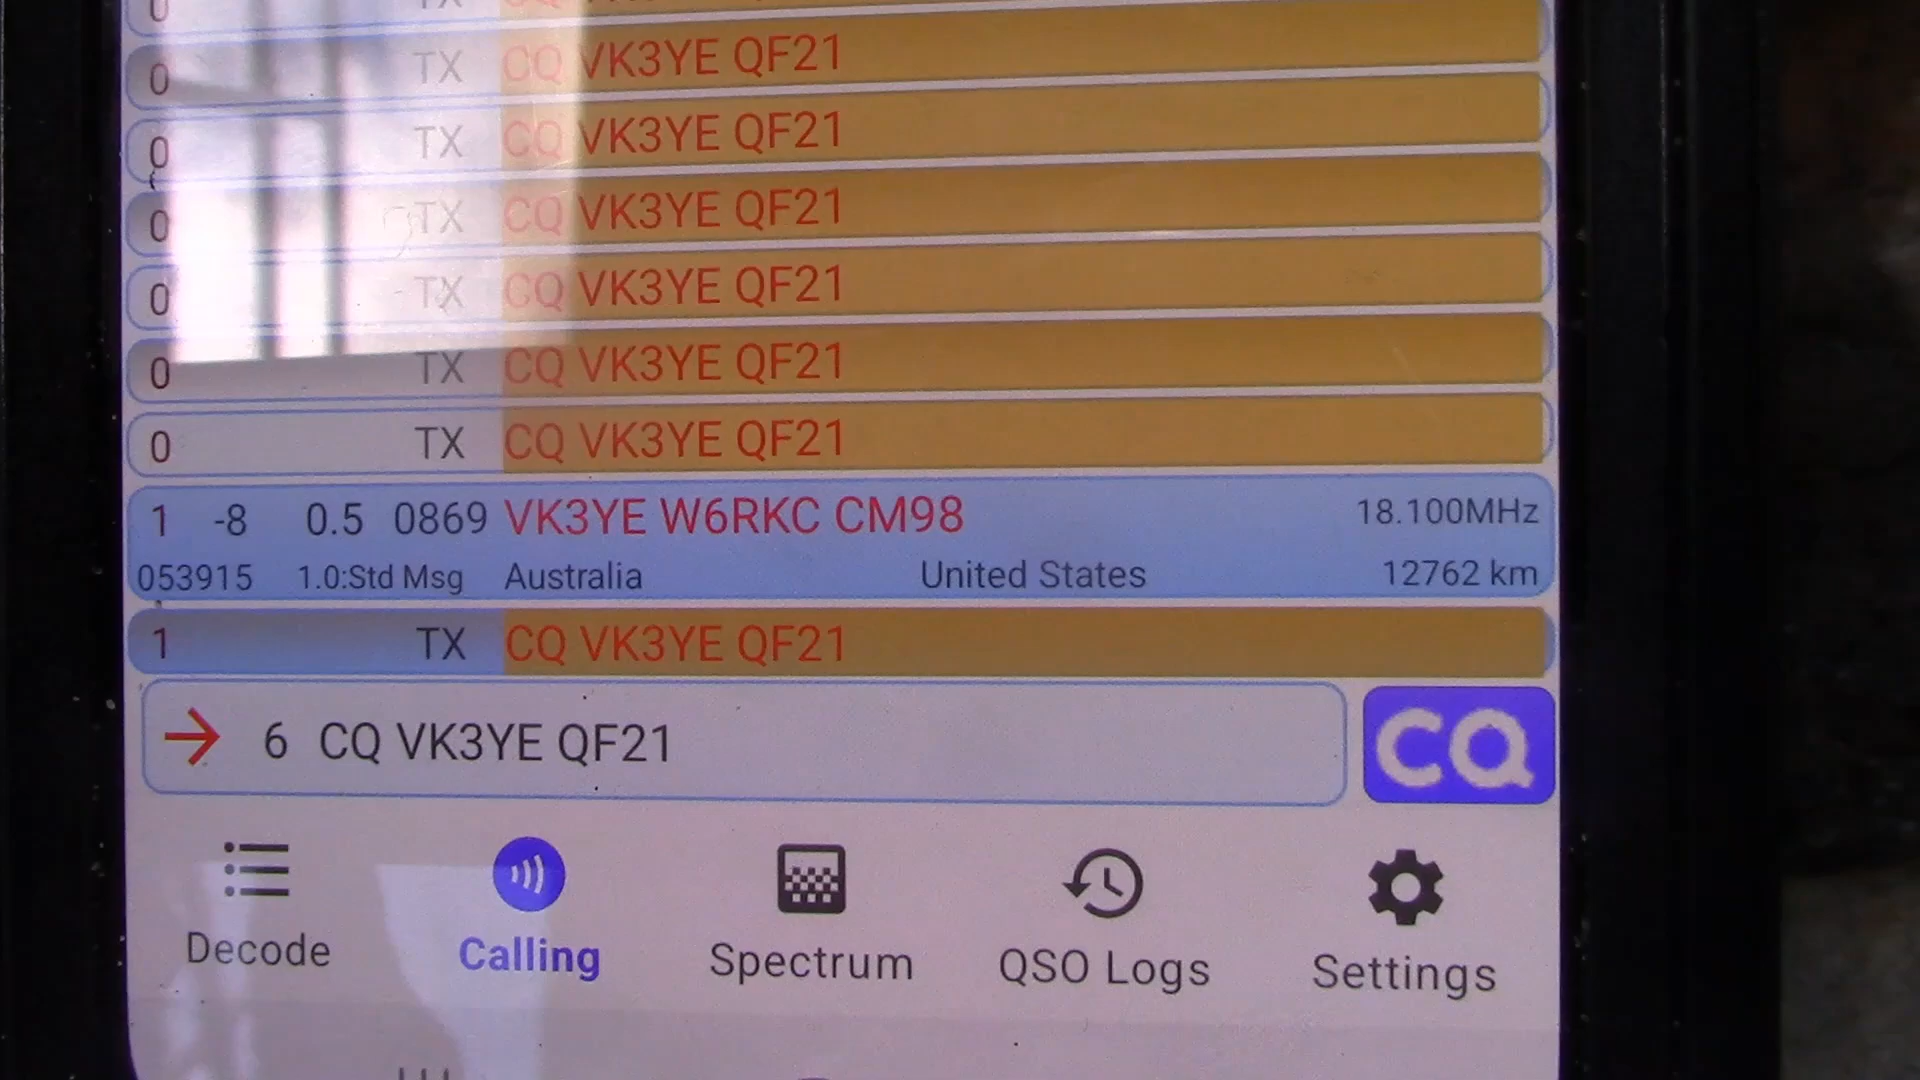 0 TX CQ VK3YE QF21
0 TX CQ VK3YE QF21
0 TX CQ VK3YE QF21
0 TX CQ VK3YE QF21
0 TX CQ VK3YE QF21
0 TX CQ VK3YE QF21
1 -8 0.5 0869 VK3YE W6RKC CM98 18.100MHz
053915 1.0:Std Msg Australia United States 12762 km
1 TX CQ VK3YE QF21
6 CQ VK3YE QF21 CQ
Decode Calling Spectrum QSO Logs Settings